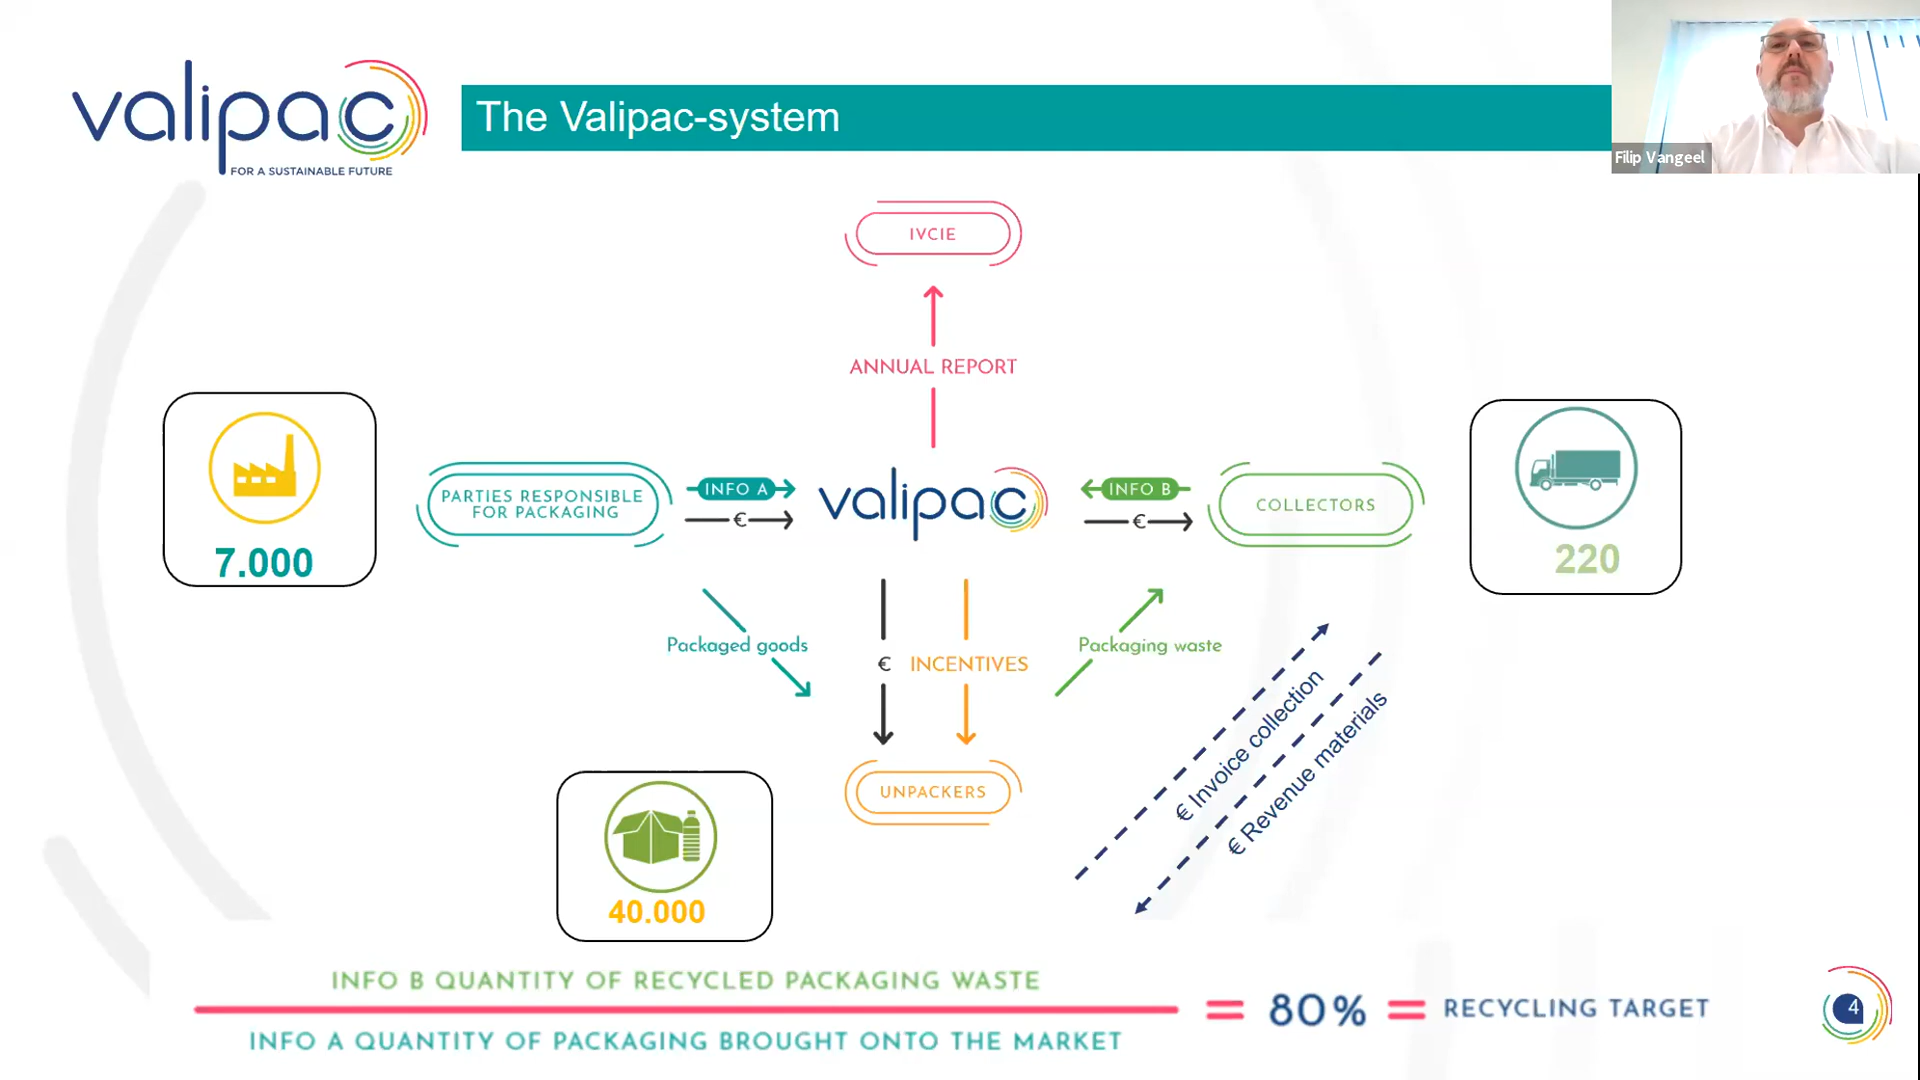 valipac
FOR A SUSTAINABLE FUTURE
The Valipac-system
Filip Vangeel
IVCIE
ANNUAL REPORT
7.000
PARTIES RESPONSIBLE
FOR PACKAGING
INFO A
€
valipac
INFO B
€
COLLECTORS
220
Packaged goods
€
INCENTIVES
Packaging waste
€ Invoice collection
€ Revenue materials
UNPACKERS
40.000
INFO B QUANTITY OF RECYCLED PACKAGING WASTE
INFO A QUANTITY OF PACKAGING BROUGHT ONTO THE MARKET
= 80% = RECYCLING TARGET
4